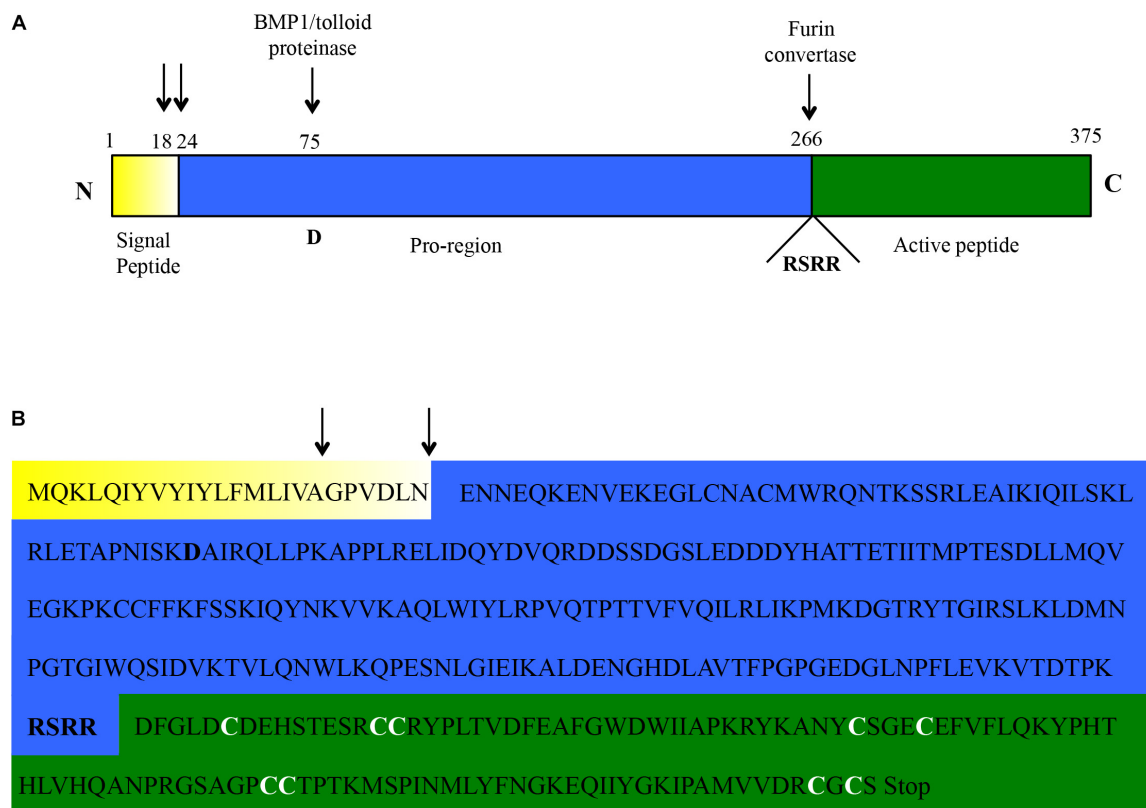 A
BMP1/tolloid
proteinase
Furin
convertase
1
18
24
75
266
375
N
C
Signal
Peptide
D
Pro-region
RSRR
Active peptide
B
MQKLQIYVYIYLFMLIVAGPVDLN ENNEQKENVEKEGLCNACMWRQNTKSSRLEAIKIQILSKL
RLETAPNISKDAIRQLLPKAPPLRELIDQYDVQRDDSSDGSLEDDDYHATTETIITMPTESDLLMQV
EGKPKCCFFKFSSKIQYNKVVKAQLWIYLRPVQTPTTVFVQILRLIKPMKDGTRYTGIRSLKLDMN
PGTGIWQSIDVKTVLQNWLKQPESNLGIEIKALDENGHDLAVTFPGPGEDGLNPFLEVKVTDTPK
RSRR DFGLDCDEHSTESRCCRYPLTVDFEAFGWDWIIAPKRYKANYCSGECEFVFLQKYPHT
HLVHQANPRGSAGPCCTPTKMSPINMLYFNGKEQIIYGKIPAMVVDRCGCS Stop